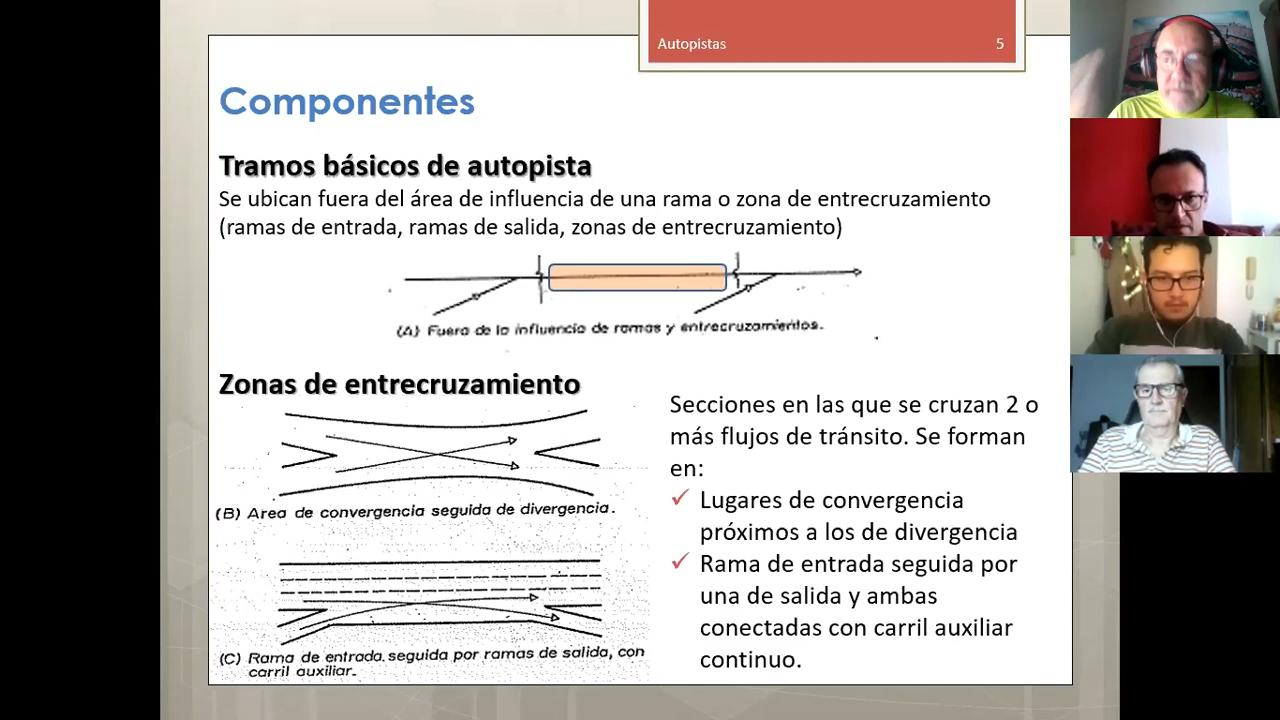 Autopistas 5
Componentes
Tramos básicos de autopista
Se ubican fuera del área de influencia de una rama o zona de entrecruzamiento
(ramas de entrada, ramas de salida, zonas de entrecruzamiento)
(A) Fuera de la influencia de ramas y entrecruzamientos.
Zonas de entrecruzamiento
(B) Area de convergencia seguida de divergencia.
(C) Rama de entrada seguida por ramas de salida, con
carril auxiliar.
Secciones en las que se cruzan 2 o
más flujos de tránsito. Se forman
en:
✓ Lugares de convergencia
próximos a los de divergencia
✓ Rama de entrada seguida por
una de salida y ambas
conectadas con carril auxiliar
continuo.